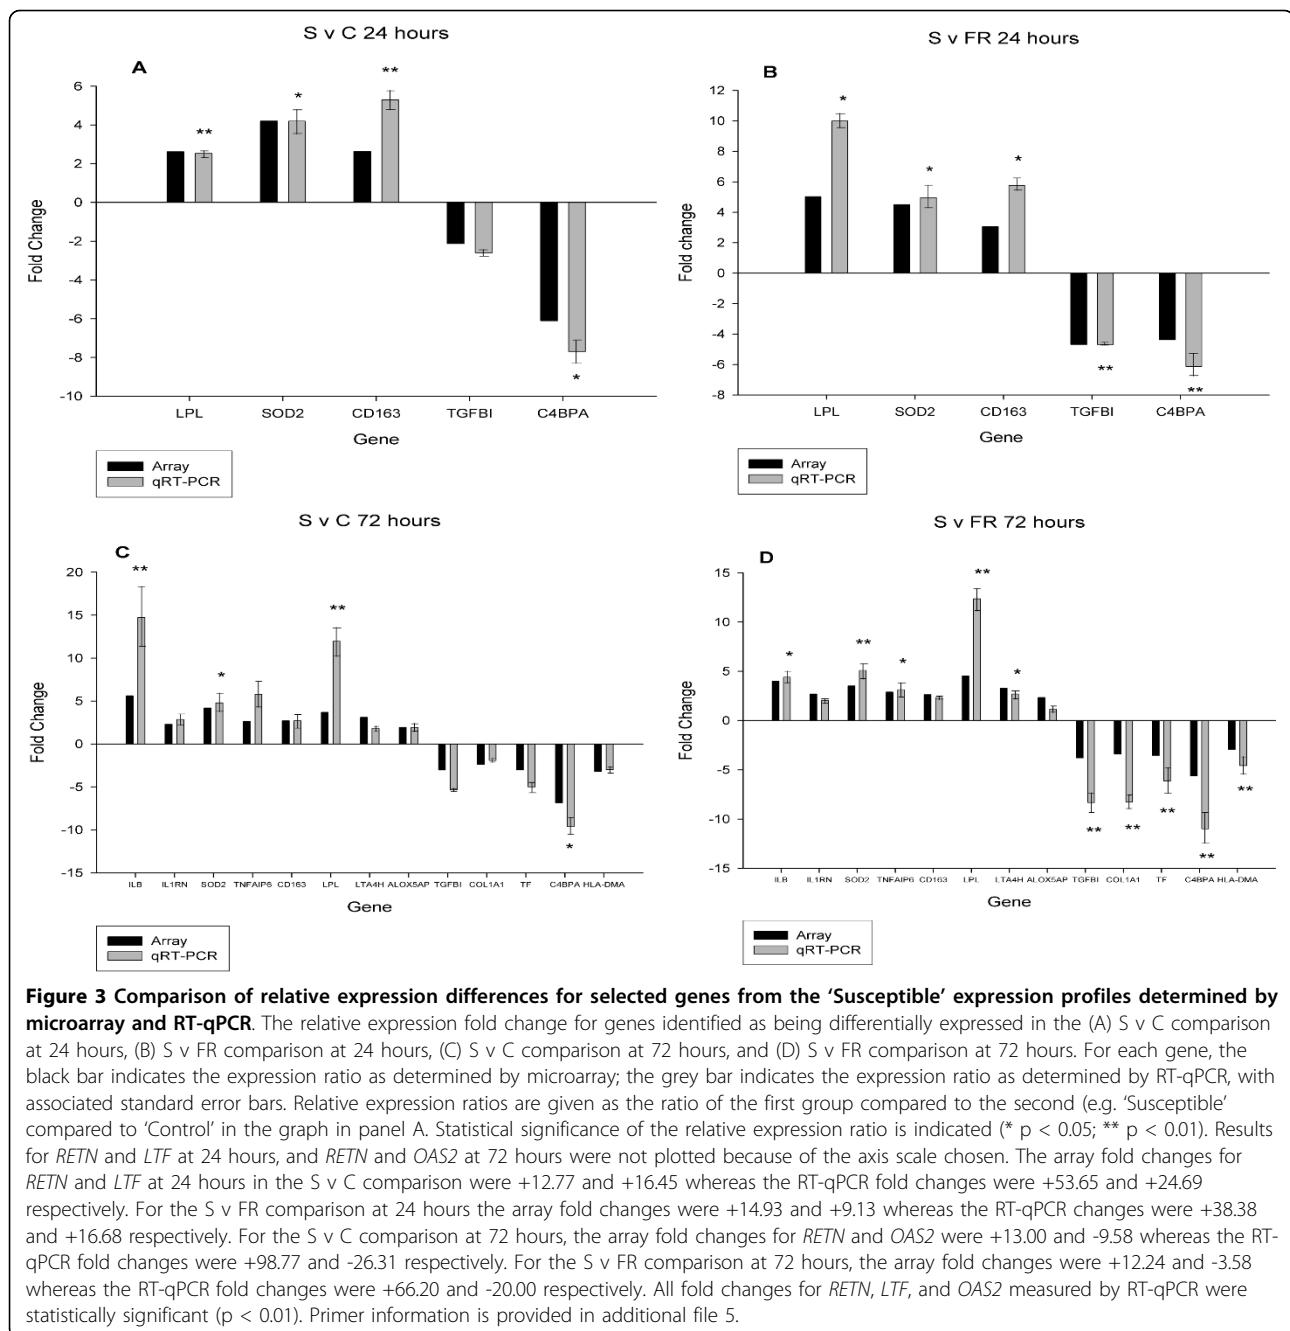 S v C 24 hours
A
Fold Change
6
4
2
0
-2
-4
-6
-8
-10
**
*
**
*
LPL SOD2 CD163 TGFBI C4BPA
Gene
Array
qRT-PCR
S v FR 24 hours
B
Fold change
12
10
8
6
4
2
0
-2
-4
-6
-8
*
*
*
**
**
LPL SOD2 CD163 TGFBI C4BPA
Gene
Array
qRT-PCR
S v C 72 hours
C
Fold Change
20
15
10
5
0
-5
-10
-15
**
*
**
*
ILB IL1RN SOD2 TNFAIP6 CD163 LPL LTA4H ALOX5AP TGFBI COL1A1 TF C4BPA HLA-DMA
Gene
Array
qRT-PCR
S v FR 72 hours
D
Fold Change
15
10
5
0
-5
-10
-15
*
**
*
**
*
**
**
**
**
**
ILB IL1RN SOD2 TNFAIP6 CD163 LPL LTA4H ALOX5AP TGFBI COL1A1 TF C4BPA HLA-DMA
Gene
Array
qRT-PCR
Figure 3 Comparison of relative expression differences for selected genes from the ‘Susceptible’ expression profiles determined by
microarray and RT-qPCR. The relative expression fold change for genes identified as being differentially expressed in the (A) S v C comparison
at 24 hours, (B) S v FR comparison at 24 hours, (C) S v C comparison at 72 hours, and (D) S v FR comparison at 72 hours. For each gene, the
black bar indicates the expression ratio as determined by microarray; the grey bar indicates the expression ratio as determined by RT-qPCR, with
associated standard error bars. Relative expression ratios are given as the ratio of the first group compared to the second (e.g. ‘Susceptible’
compared to ‘Control’ in the graph in panel A. Statistical significance of the relative expression ratio is indicated (* p < 0.05; ** p < 0.01). Results
for RETN and LTF at 24 hours, and RETN and OAS2 at 72 hours were not plotted because of the axis scale chosen. The array fold changes for
RETN and LTF at 24 hours in the S v C comparison were +12.77 and +16.45 whereas the RT-qPCR fold changes were +53.65 and +24.69
respectively. For the S v FR comparison at 24 hours the array fold changes were +14.93 and +9.13 whereas the RT-qPCR changes were +38.38
and +16.68 respectively. For the S v C comparison at 72 hours, the array fold changes for RETN and OAS2 were +13.00 and -9.58 whereas the RT-
qPCR fold changes were +98.77 and -26.31 respectively. For the S v FR comparison at 72 hours, the array fold changes were +12.24 and -3.58
whereas the RT-qPCR fold changes were +66.20 and -20.00 respectively. All fold changes for RETN, LTF, and OAS2 measured by RT-qPCR were
statistically significant (p < 0.01). Primer information is provided in additional file 5.